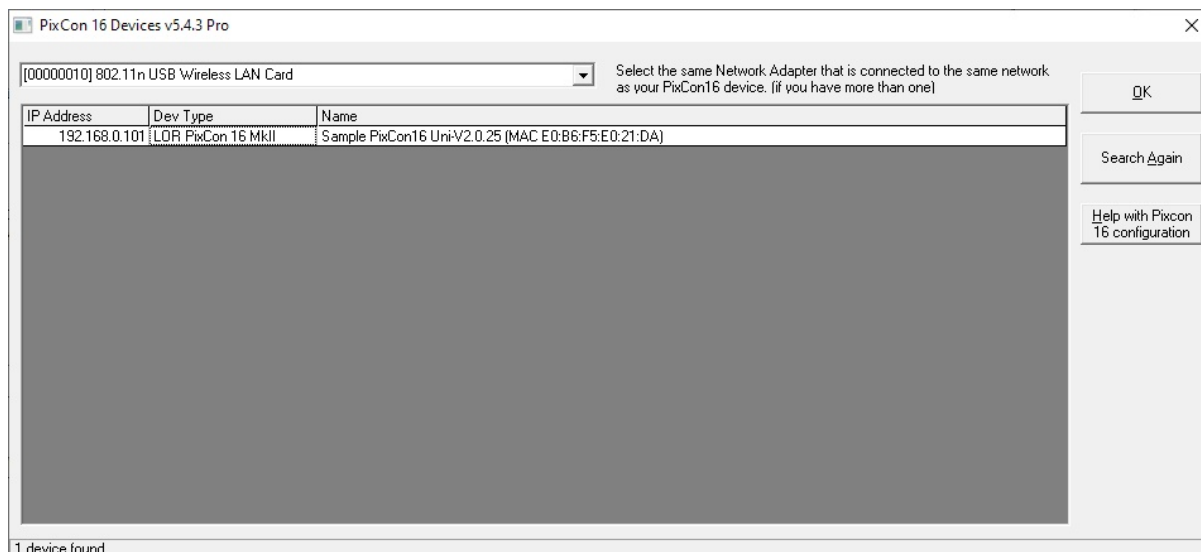 PixCon 16 Devices v5.4.3 Pro
[00000010] 802.11n USB Wireless LAN Card
Select the same Network Adapter that is connected to the same network
as your PixCon16 device. (if you have more than one)
OK
IP Address Dev Type Name
192.168.0.101 LOR PixCon 16 MkII Sample PixCon16 Uni-V2.0.25 (MAC E0:B6:F5:E0:21:DA)
Search Again
Help with Pixcon
16 configuration
1 device found